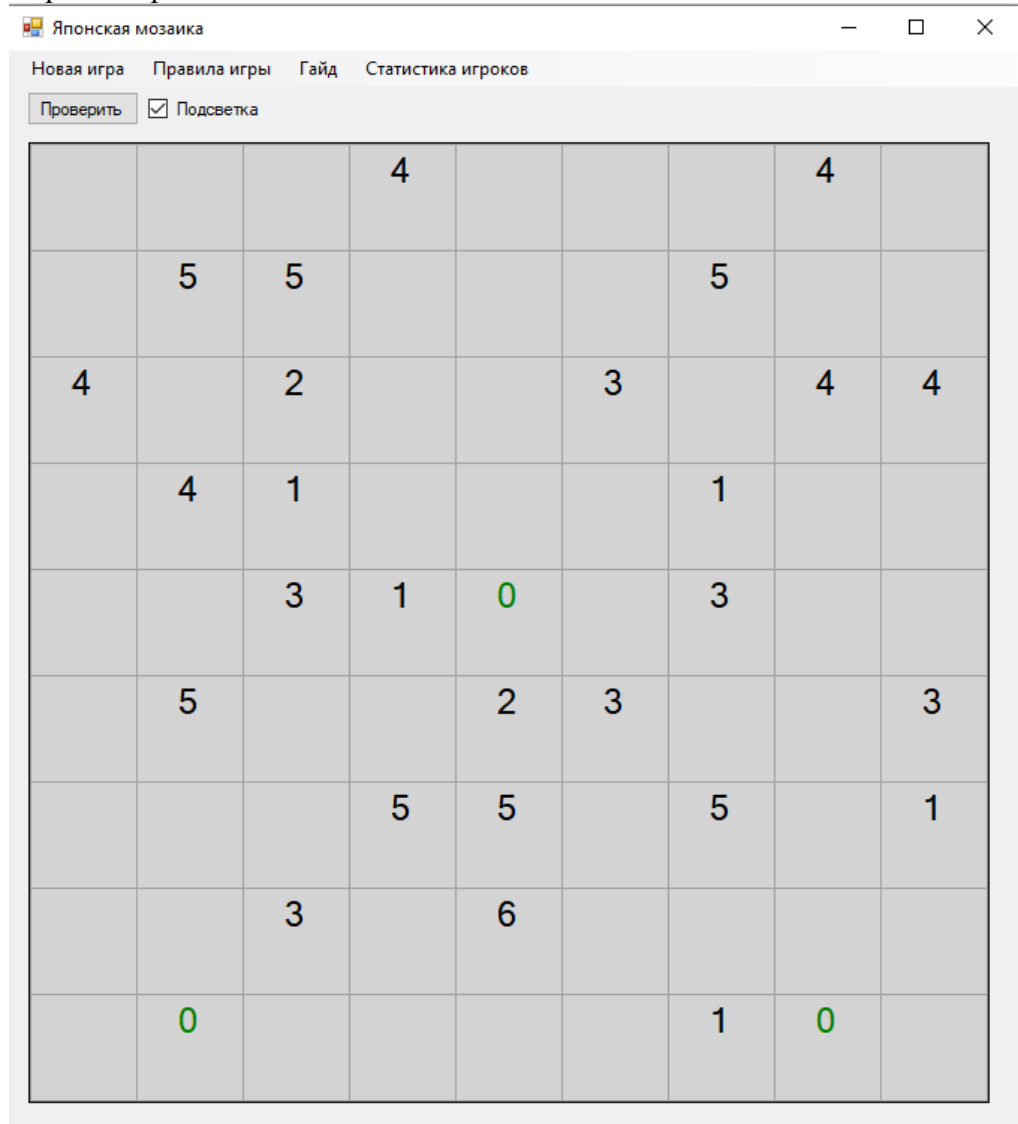 Японская мозаика
Новая игра Правила игры Гайд Статистика игроков
Проверить Подсветка
4 4
5 5 5
4 2 3 4 4
4 1 1
3 1 0 3
5 2 3 3
5 5 5 1
3 6
0 1 0